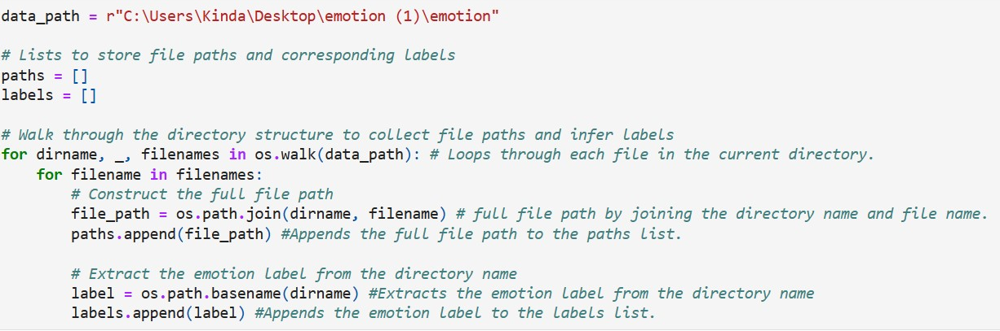 data_path = r"C:\Users\Kinda\Desktop\emotion (1)\emotion"
# Lists to store file paths and corresponding labels
paths = []
labels = []
# Walk through the directory structure to collect file paths and infer labels
for dirname, _, filenames in os.walk(data_path): # Loops through each file in the current directory.
    for filename in filenames:
        # Construct the full file path
        file_path = os.path.join(dirname, filename) # full file path by joining the directory name and file name.
        paths.append(file_path) #Appends the full file path to the paths list.
        # Extract the emotion label from the directory name
        label = os.path.basename(dirname) #Extracts the emotion label from the directory name
        labels.append(label) #Appends the emotion label to the labels list.